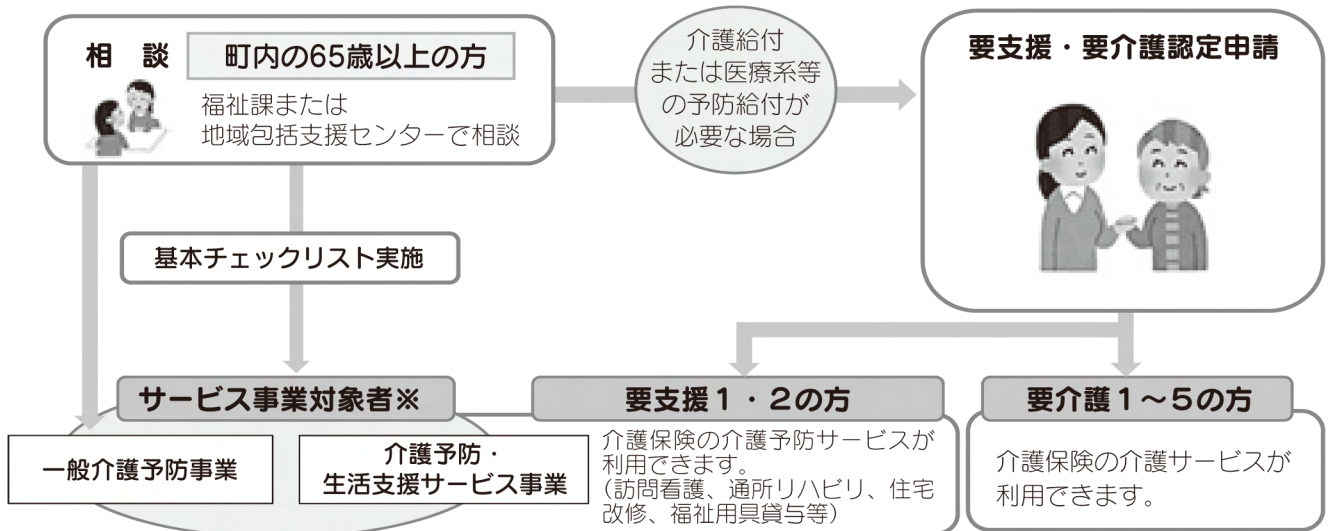 相　談
町内の65歳以上の方
福祉課または
地域包括支援センターで相談
介護給付
または医療系等
の予防給付が
必要な場合
要支援・要介護認定申請
基本チェックリスト実施
サービス事業対象者※
一般介護予防事業
介護予防・
生活支援サービス事業
要支援１・２の方
介護保険の介護予防サービスが
利用できます。
（訪問看護、通所リハビリ、住宅
改修、福祉用具貸与等）
要介護１～５の方
介護保険の介護サービスが
利用できます。